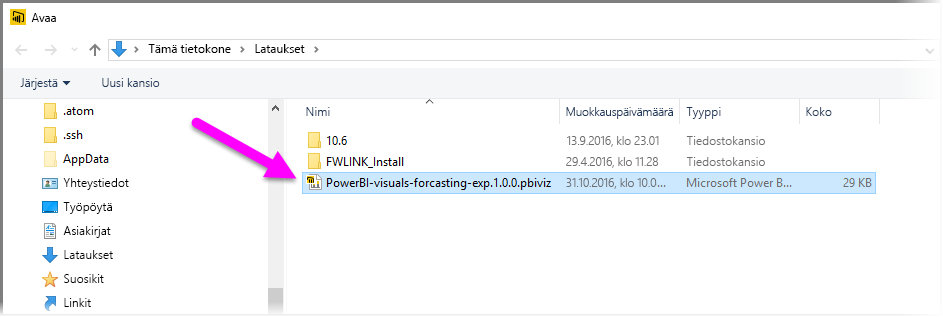 Avaa
Tämä tietokone > Lataukset >
Järjestä Uusi kansio
.atom
.ssh
AppData
Yhteystiedot
Työpöytä
Asiakirjat
Lataukset
Suosikit
Linkit
Nimi Muokkauspäivämäärä Tyyppi Koko
10.6 13.9.2016, klo 23.01 Tiedostokansio
FWLINK_Install 29.4.2016, klo 11.28 Tiedostokansio
PowerBI-visuals-forcasting-exp.1.0.0.pbiviz 31.10.2016, klo 10.0... Microsoft Power B... 29 KB